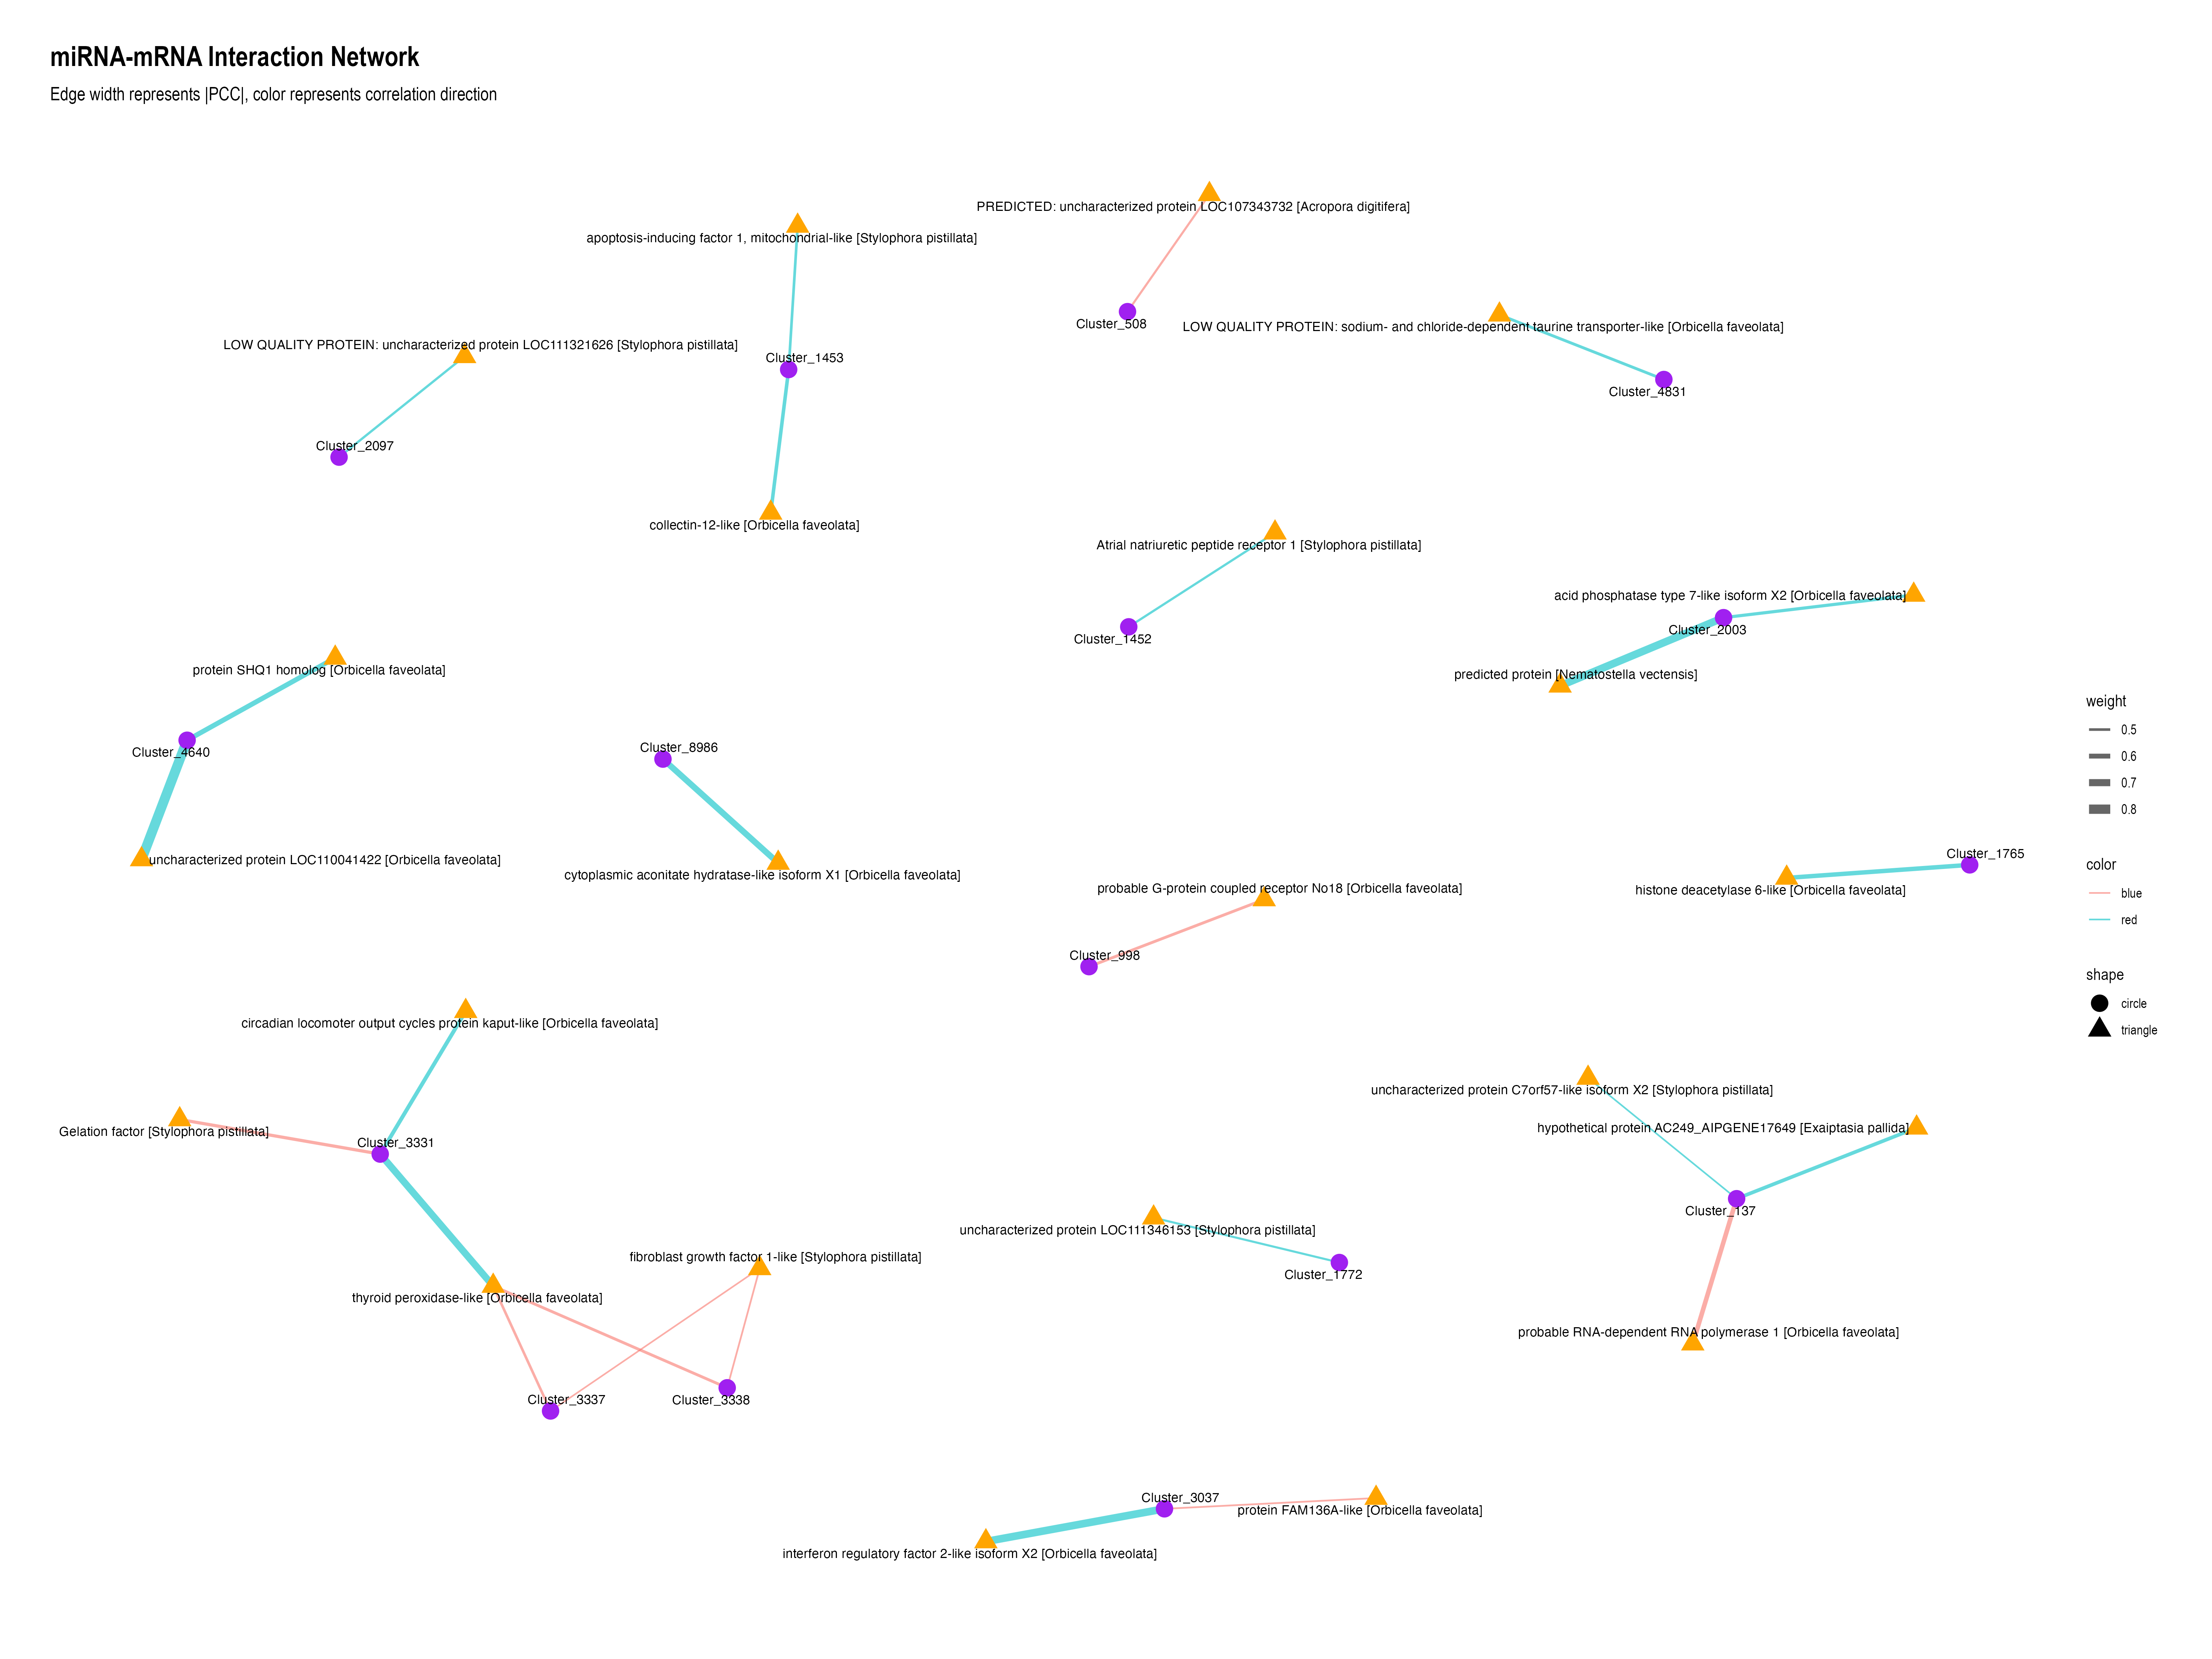 miRNA-mRNA Interaction Network
Edge width represents |PCC|, color represents correlation direction
PREDICTED: uncharacterized protein LOC107343732 [Acropora digitifera]
apoptosis-inducing factor 1, mitochondrial-like [Stylophora pistillata]
Cluster_508
LOW QUALITY PROTEIN: sodium- and chloride-dependent taurine transporter-like [Orbicella faveolata]
LOW QUALITY PROTEIN: uncharacterized protein LOC111321626 [Stylophora pistillata]
Cluster_1453
Cluster_4831
Cluster_2097
collectin-12-like [Orbicella faveolata]
Atrial natriuretic peptide receptor 1 [Stylophora pistillata]
acid phosphatase type 7-like isoform X2 [Orbicella faveolata]
Cluster_2003
Cluster_1452
protein SHQ1 homolog [Orbicella faveolata]
predicted protein [Nematostella vectensis]
Cluster_4640
Cluster_8986
uncharacterized protein LOC110041422 [Orbicella faveolata]
cytoplasmic aconitate hydratase-like isoform X1 [Orbicella faveolata]
Cluster_1765
probable G-protein coupled receptor No18 [Orbicella faveolata]
histone deacetylase 6-like [Orbicella faveolata]
Cluster_998
circadian locomoter output cycles protein kaput-like [Orbicella faveolata]
uncharacterized protein C7orf57-like isoform X2 [Stylophora pistillata]
Gelation factor [Stylophora pistillata]
hypothetical protein AC249_AIPGENE17649 [Exaiptasia pallida]
Cluster_3331
Cluster_137
uncharacterized protein LOC111346153 [Stylophora pistillata]
fibroblast growth factor 1-like [Stylophora pistillata]
Cluster_1772
thyroid peroxidase-like [Orbicella faveolata]
probable RNA-dependent RNA polymerase 1 [Orbicella faveolata]
Cluster_3337
Cluster_3338
Cluster_3037
protein FAM136A-like [Orbicella faveolata]
interferon regulatory factor 2-like isoform X2 [Orbicella faveolata]
weight
0.5
0.6
0.7
0.8
color
blue
red
shape
circle
triangle